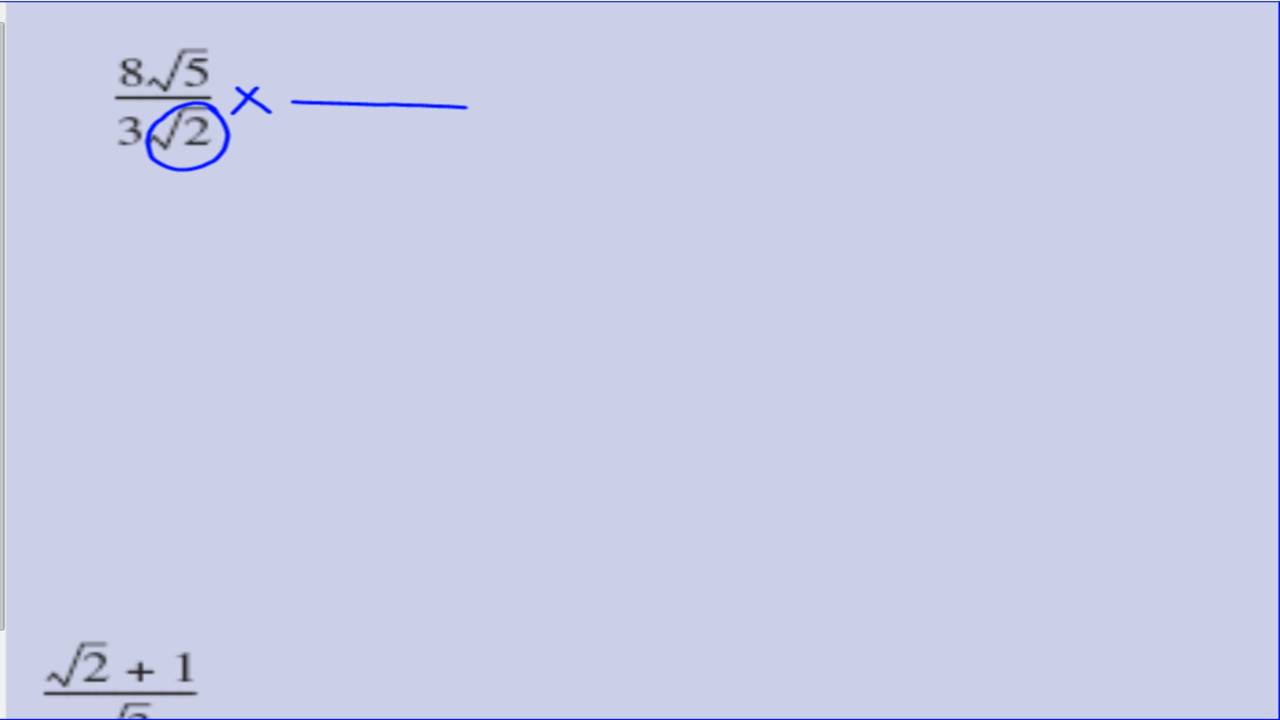 8√5
3√2 ×
√2 + 1